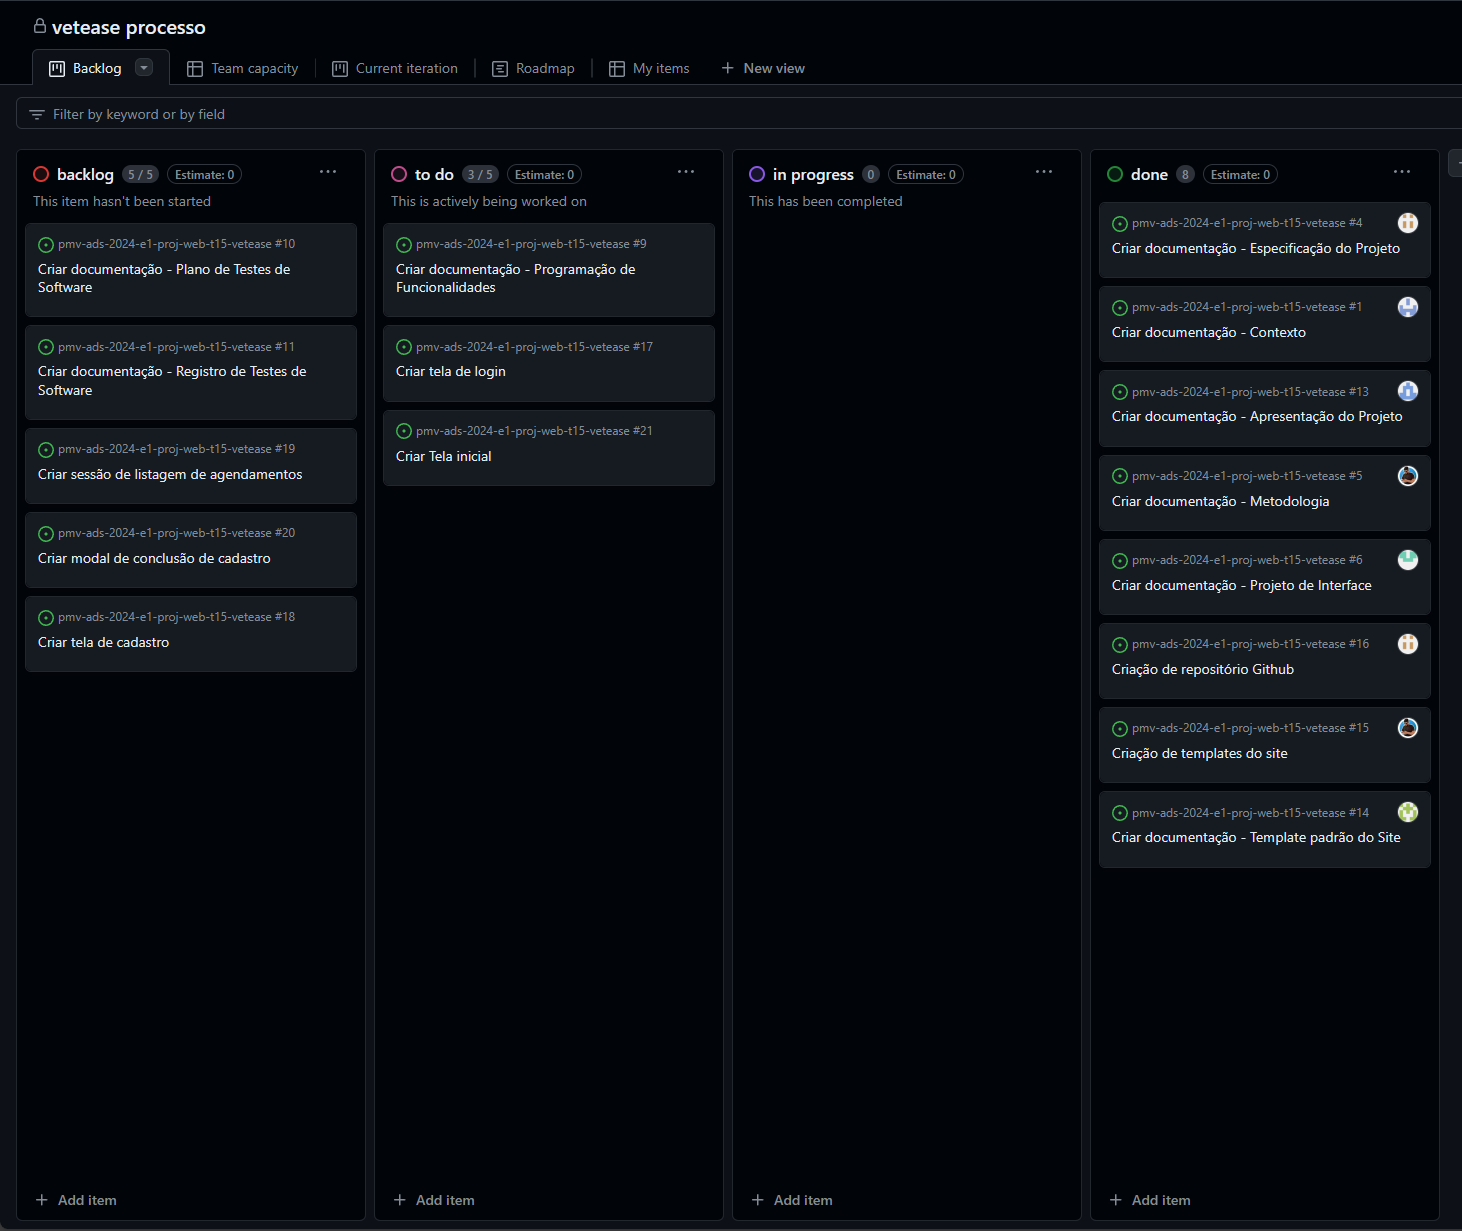 vetease processo
Backlog
Team capacity
Current iteration
Roadmap
My items
New view
Filter by keyword or by field
backlog 5 / 5 Estimate: 0
This item hasn't been started
pmv-ads-2024-e1-proj-web-t15-vetease #10
Criar documentação - Plano de Testes de
Software
pmv-ads-2024-e1-proj-web-t15-vetease #11
Criar documentação - Registro de Testes de
Software
pmv-ads-2024-e1-proj-web-t15-vetease #19
Criar sessão de listagem de agendamentos
pmv-ads-2024-e1-proj-web-t15-vetease #20
Criar modal de conclusão de cadastro
pmv-ads-2024-e1-proj-web-t15-vetease #18
Criar tela de cadastro
Add item
to do 3 / 5 Estimate: 0
This is actively being worked on
pmv-ads-2024-e1-proj-web-t15-vetease #9
Criar documentação - Programação de
Funcionalidades
pmv-ads-2024-e1-proj-web-t15-vetease #17
Criar tela de login
pmv-ads-2024-e1-proj-web-t15-vetease #21
Criar Tela inicial
Add item
in progress 0 Estimate: 0
This has been completed
Add item
done 8 Estimate: 0
pmv-ads-2024-e1-proj-web-t15-vetease #4
Criar documentação - Especificação do Projeto
pmv-ads-2024-e1-proj-web-t15-vetease #1
Criar documentação - Contexto
pmv-ads-2024-e1-proj-web-t15-vetease #13
Criar documentação - Apresentação do Projeto
pmv-ads-2024-e1-proj-web-t15-vetease #5
Criar documentação - Metodologia
pmv-ads-2024-e1-proj-web-t15-vetease #6
Criar documentação - Projeto de Interface
pmv-ads-2024-e1-proj-web-t15-vetease #16
Criação de repositório Github
pmv-ads-2024-e1-proj-web-t15-vetease #15
Criação de templates do site
pmv-ads-2024-e1-proj-web-t15-vetease #14
Criar documentação - Template padrão do Site
Add item